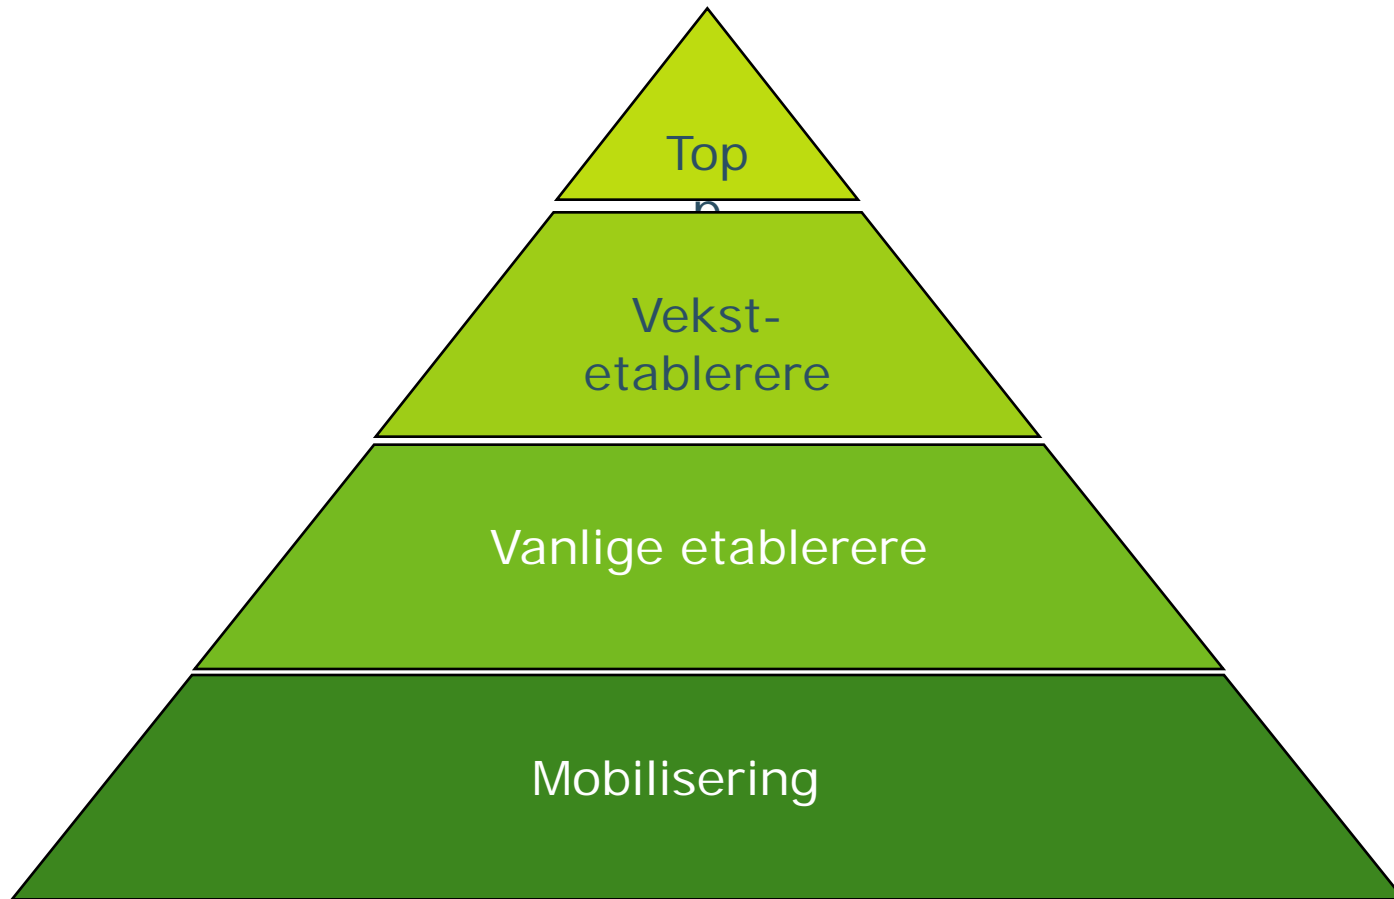 Top
p
Vekst-
etablerere
Vanlige etablerere
Mobilisering